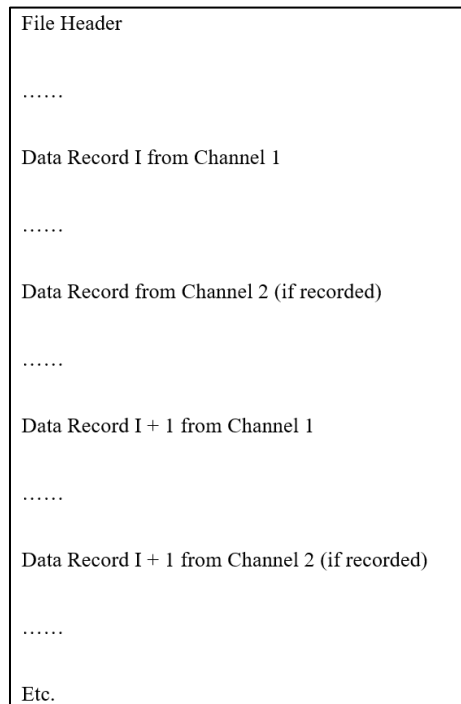 File Header
……
Data Record I from Channel 1
……
Data Record from Channel 2 (if recorded)
……
Data Record I + 1 from Channel 1
……
Data Record I + 1 from Channel 2 (if recorded)
……
Etc.